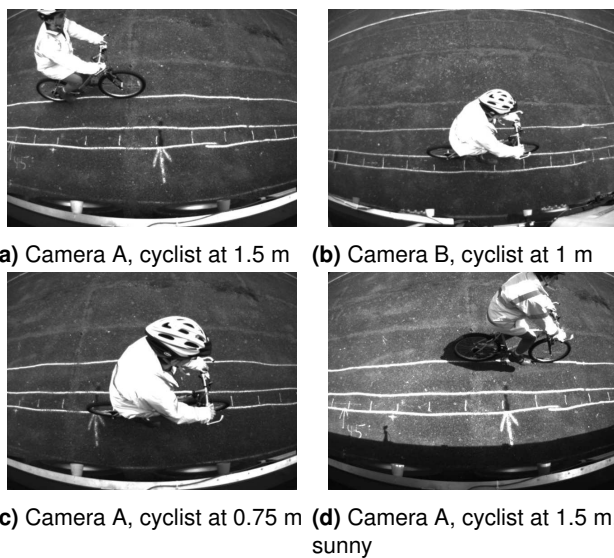 a) Camera A, cyclist at 1.5 m
(b) Camera B, cyclist at 1 m
c) Camera A, cyclist at 0.75 m
(d) Camera A, cyclist at 1.5 m
sunny